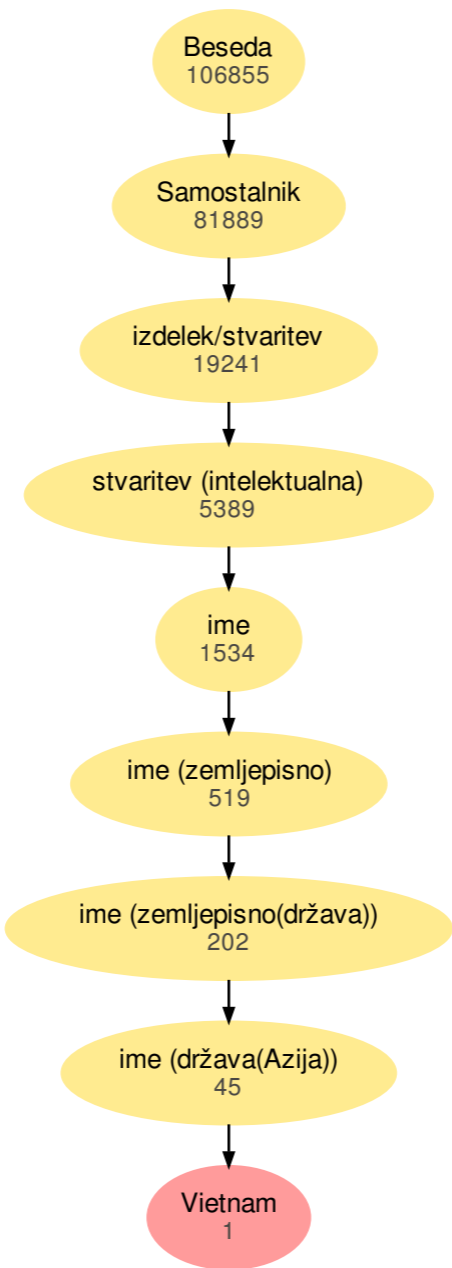 Beseda
106855
Samostalnik
81889
izdelek/stvaritev
19241
stvaritev (intelektualna)
5389
ime
1534
ime (zemljepisno)
519
ime (zemljepisno(država))
202
ime (država(Azija))
45
Vietnam
1